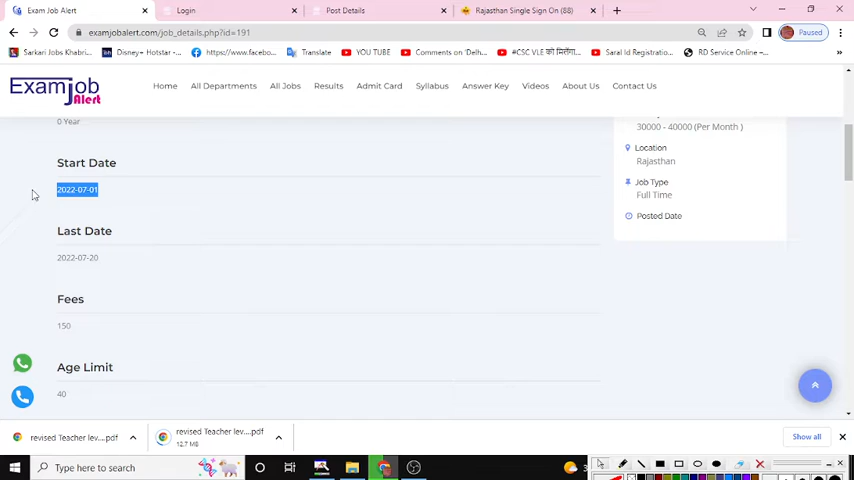 Exam Job Alert
Login
Post Details
Rajasthan Single Sign On (88)
examjobalert.com/job_details.php?id=191
Paused
Sarkari Jobs Khabri...
Disney+ Hotstar -...
https://www.facebo...
Translate
YOU TUBE
Comments on 'Delh...
#CSC VLE को मिलेगा...
Saral Id Registratio...
RD Service Online -...
ExamJob
Alert
Home
All Departments
All Jobs
Results
Admit Card
Syllabus
Answer Key
Videos
About Us
Contact Us
0 Year
30000 - 40000 (Per Month )
Start Date
Location
Rajasthan
2022-07-01
Job Type
Full Time
Posted Date
Last Date
2022-07-20
Fees
150
Age Limit
40
revised Teacher lev....pdf
revised Teacher lev....pdf
12.7 MB
Show all
Type here to search
3